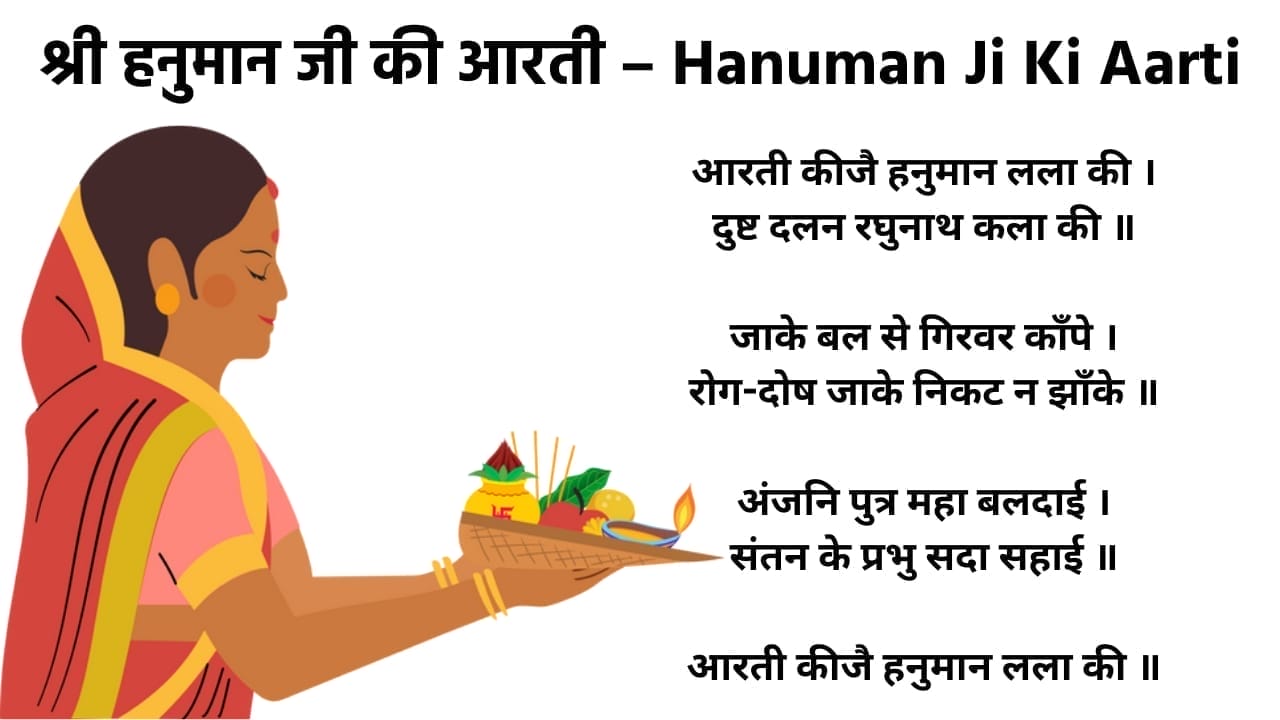 श्री हनुमान जी की आरती – Hanuman Ji Ki Aarti
आरती कीजै हनुमान लला की ।
दुष्ट दलन रघुनाथ कला की ॥
जाके बल से गिरवर काँपे ।
रोग-दोष जाके निकट न झाँके ॥
अंजनि पुत्र महा बलदाई ।
संतन के प्रभु सदा सहाई ॥
आरती कीजै हनुमान लला की ॥